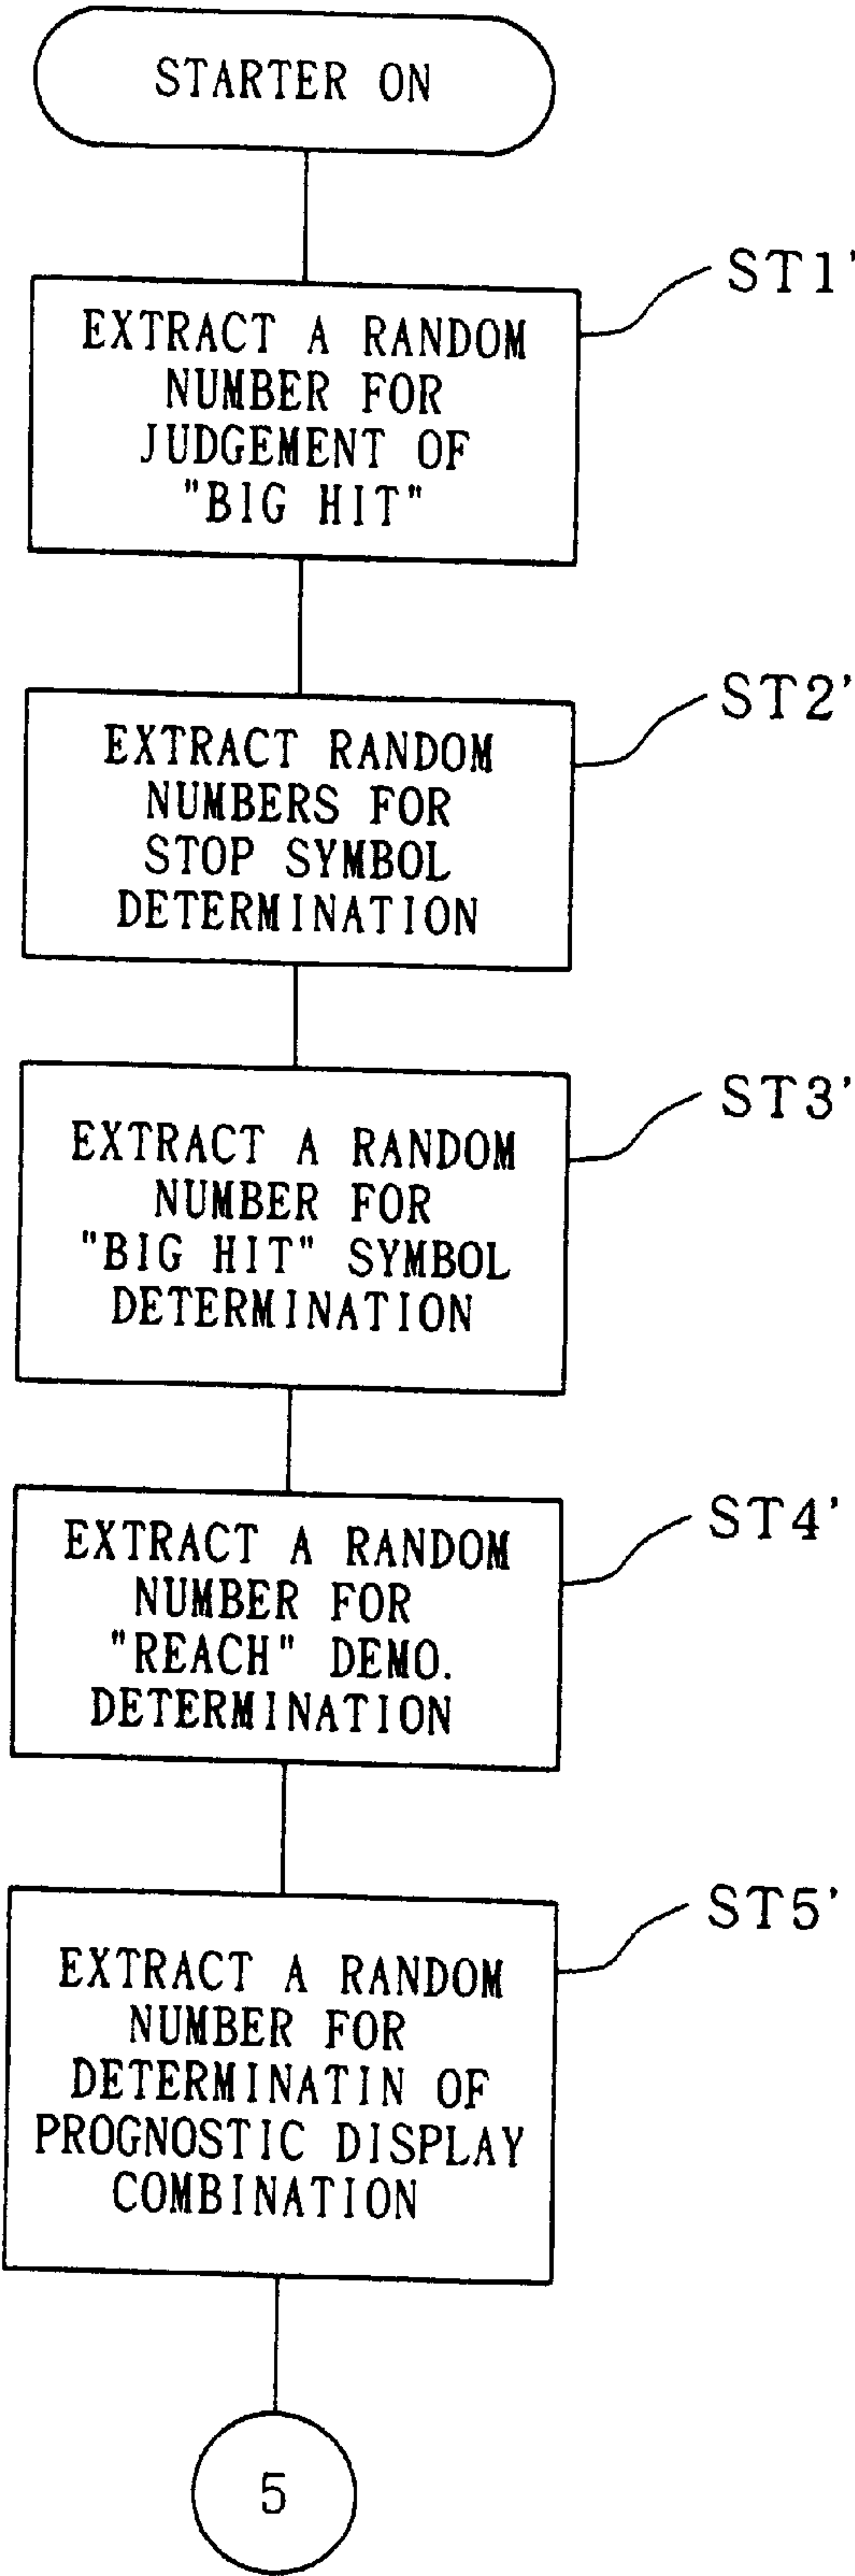 STARTER ON
ST1'
EXTRACT A RANDOM
NUMBER FOR
JUDGEMENT OF
"BIG HIT"
ST2'
EXTRACT RANDOM
NUMBERS FOR
STOP SYMBOL
DETERMINATION
ST3'
EXTRACT A RANDOM
NUMBER FOR
"BIG HIT" SYMBOL
DETERMINATION
ST4'
EXTRACT A RANDOM
NUMBER FOR
"REACH" DEMO.
DETERMINATION
ST5'
EXTRACT A RANDOM
NUMBER FOR
DETERMINATIN OF
PROGNOSTIC DISPLAY
COMBINATION
5